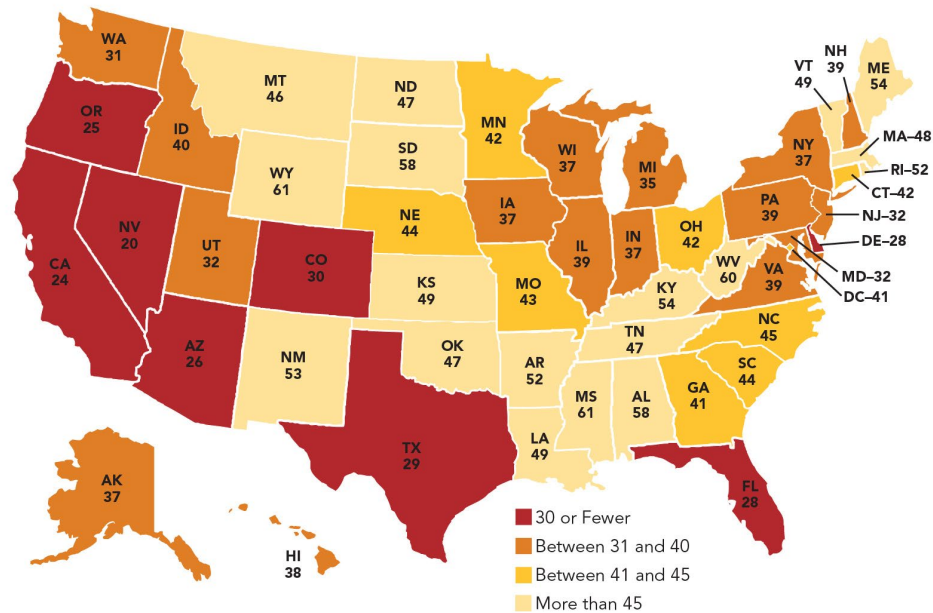 WA
31
OR
25
ID
40
MT
46
ND
47
MN
42
SD
58
WY
61
NV
20
CA
24
UT
32
CO
30
NE
44
IA
37
WI
37
MI
35
IL
39
IN
37
OH
42
PA
39
NY
37
VT
49
NH
39
ME
54
MA–48
RI–52
CT–42
NJ–32
DE–28
MD–32
DC–41
WV
60
VA
39
KY
54
KS
49
MO
43
TN
47
NC
45
SC
44
GA
41
AZ
26
NM
53
OK
47
AR
52
MS
61
AL
58
LA
49
TX
29
FL
28
AK
37
HI
38
30 or Fewer
Between 31 and 40
Between 41 and 45
More than 45